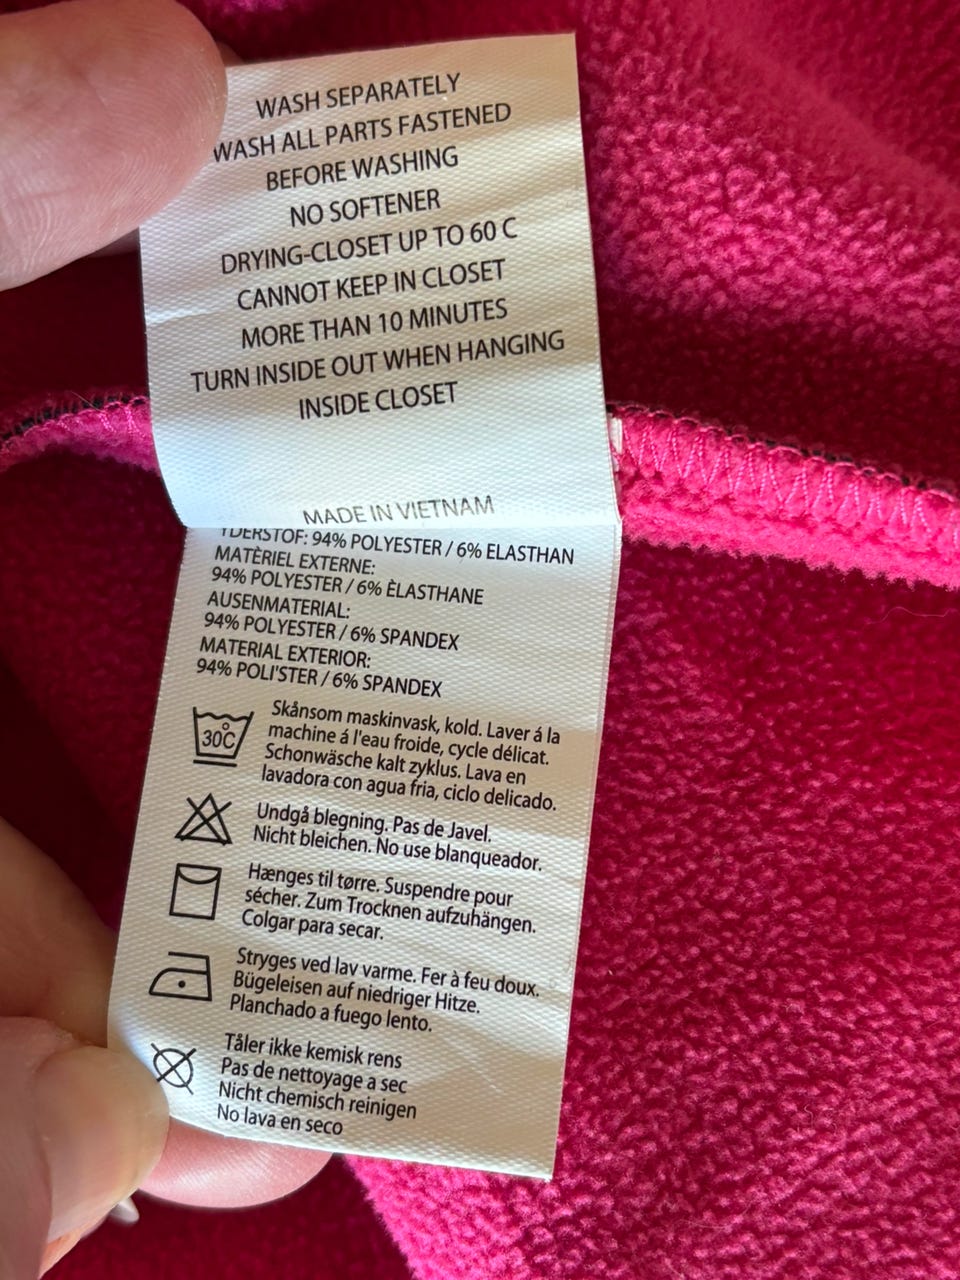 WASH SEPARATELY
WASH ALL PARTS FASTENED
BEFORE WASHING
NO SOFTENER
DRYING-CLOSET UP TO 60 C
CANNOT KEEP IN CLOSET
MORE THAN 10 MINUTES
TURN INSIDE OUT WHEN HANGING
INSIDE CLOSET
MADE IN VIETNAM
YDERSTOF: 94% POLYESTER / 6% ELASTHAN
MATÈRIEL EXTERNE:
94% POLYESTER / 6% ÈLASTHANE
AUSENMATERIAL:
94% POLYESTER / 6% SPANDEX
MATERIAL EXTERIOR:
94% POLI'STER / 6% SPANDEX
30C
Skånsom maskinvask, kold. Laver á la
machine á l'eau froide, cycle délicat.
Schonwäsche kalt zyklus. Lava en
lavadora con agua fria, ciclo delicado.
Undgå blegning. Pas de Javel.
Nicht bleichen. No use blanqueador.
Hænges til tørre. Suspendre pour
sécher. Zum Trocknen aufzuhängen.
Colgar para secar.
Stryges ved lav varme. Fer à feu doux.
Bügeleisen auf niedriger Hitze.
Planchado a fuego lento.
Tåler ikke kemisk rens
Pas de nettoyage a sec
Nicht chemisch reinigen
No lava en seco